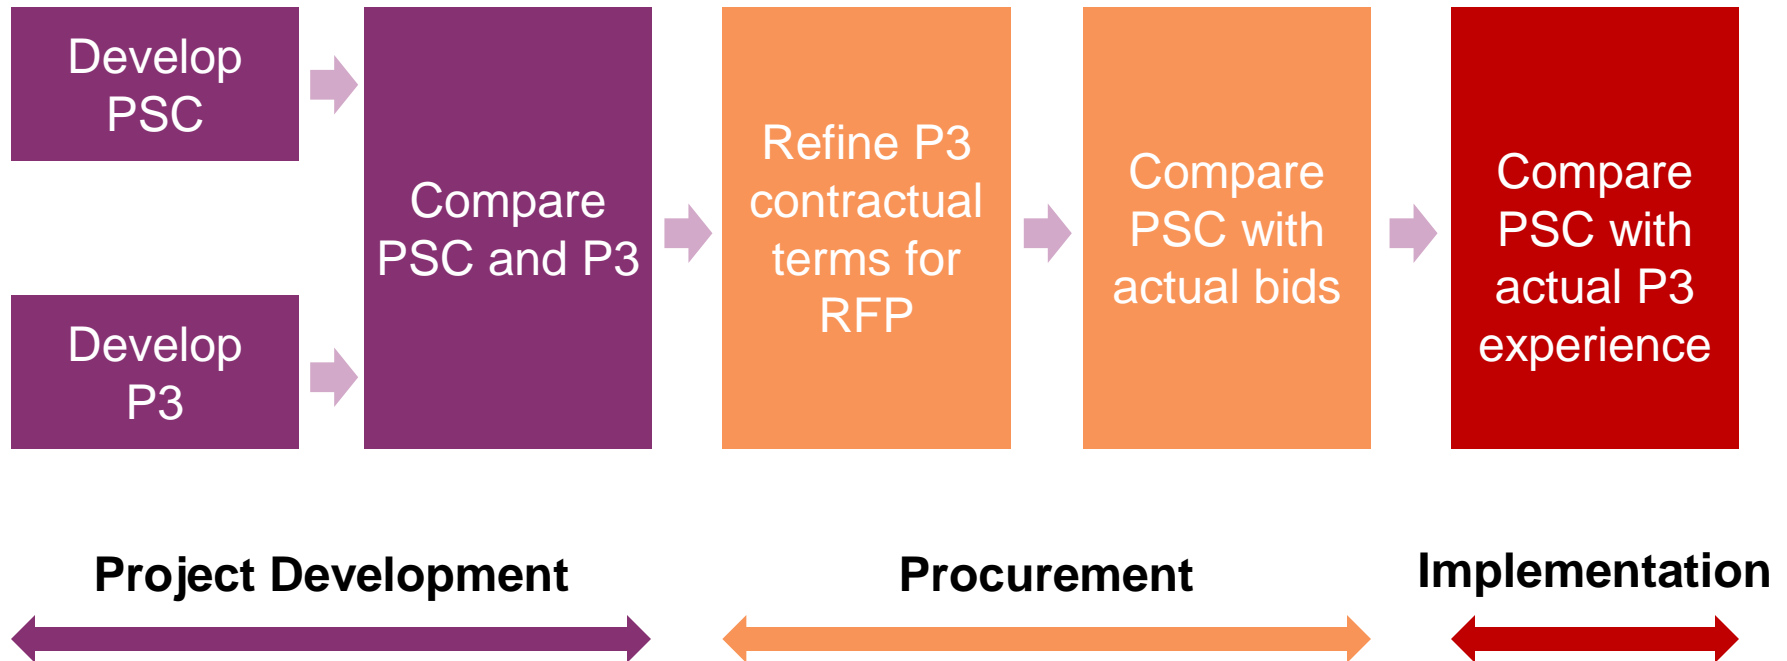 Develop
PSC
Develop
P3
Compare
PSC and P3
Refine P3
contractual
terms for
RFP
Compare
PSC with
actual bids
Compare
PSC with
actual P3
experience
Project Development
Procurement
Implementation